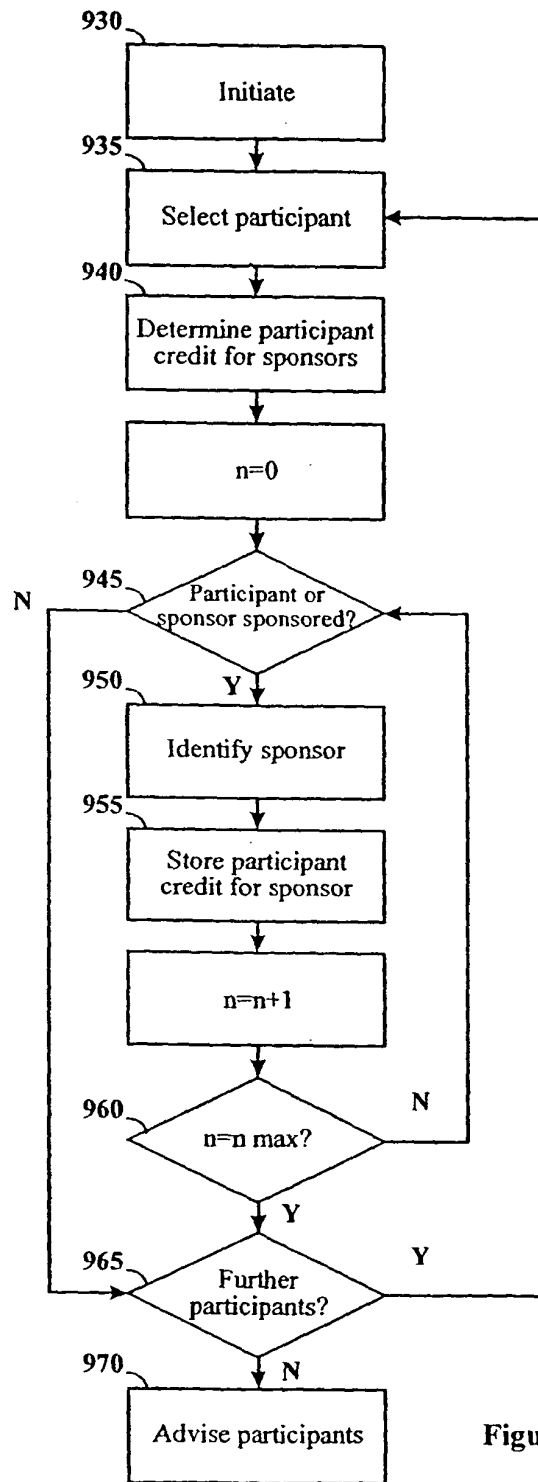 930
Initiate
935
Select participant
940
Determine participant
credit for sponsors
n=0
945
N
Participant or
sponsor sponsored?
Y
950
Identify sponsor
955
Store participant
credit for sponsor
n=n+1
960
N
n=n max?
Y
965
Y
Further
participants?
N
970
Advise participants
Figu